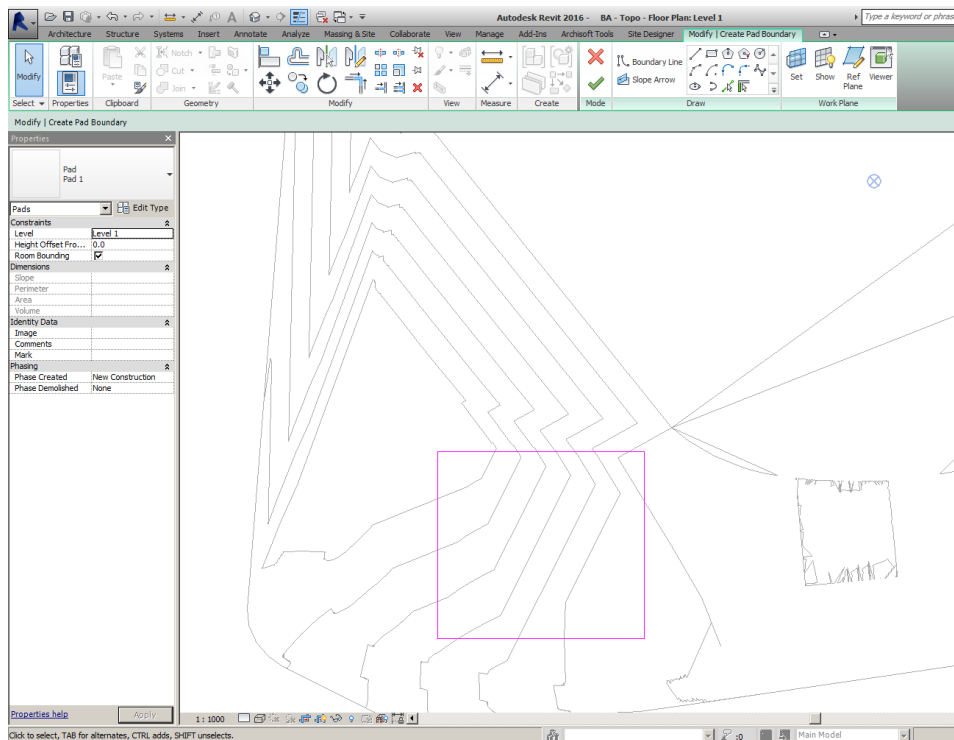 Autodesk Revit 2016 - BA - Topo - Floor Plan: Level 1
Type a keyword or phras
Architecture Structure Systems Insert Annotate Analyze Massing & Site Collaborate View Manage Add-Ins Archisoft Tools Site Designer Modify | Create Pad Boundary
Modify
Paste
Notch
Cut
Join
Boundary Line
Slope Arrow
Set Show Ref Plane Viewer
Select Properties Clipboard Geometry Modify View Measure Create Mode Draw Work Plane
Modify | Create Pad Boundary
Properties
Pad
Pad 1
Pads Edit Type
Constraints
Level Level 1
Height Offset Fro... 0.0
Room Bounding
Dimensions
Slope
Perimeter
Area
Volume
Identity Data
Image
Comments
Mark
Phasing
Phase Created New Construction
Phase Demolished None
Properties help Apply
1 : 1000
Click to select, TAB for alternates, CTRL adds, SHIFT unselects.
:0 Main Model